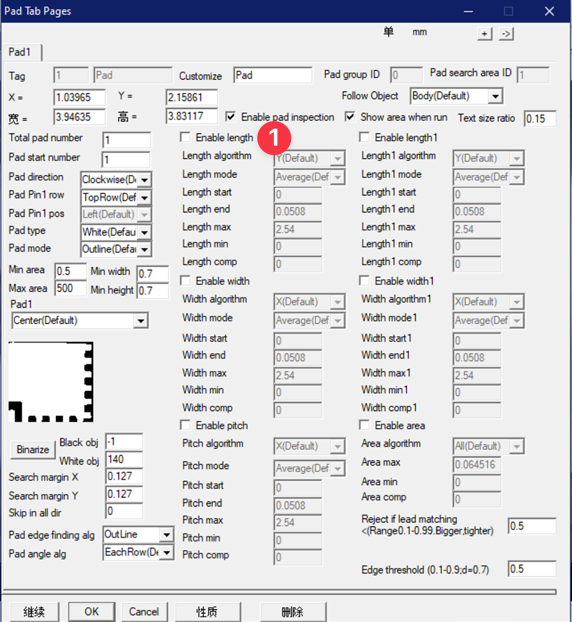 Pad Tab Pages
单 mm + ->
Pad1
Tag 1 Pad Customize Pad Pad group ID 0 Pad search area ID 1
X = 1.03965 Y = 2.15861 Follow Object Body(Default)
宽 = 3.94635 高 = 3.83117 Enable pad inspection Show area when run Text size ratio 0.15
Total pad number 1 Enable length 1 Enable length1
Pad start number 1 Length algorithm Y(Default) Length1 algorithm Y(Default)
Pad direction Clockwise(D Length mode Average(Def Length1 mode Average(Def
Pad Pin1 row TopRow(Def Length start 0 Length1 start 0
Pad Pin1 pos Left(Default) Length end 0.0508 Length1 end 0.0508
Pad type White(Defau Length max 2.54 Length1 max 2.54
Pad mode Outline(Defau Length min 0 Length1 min 0
Length comp 0 Length1 comp 0
Min area 0.5 Min width 0.7 Enable width Enable width1
Max area 500 Min height 0.7 Width algorithm X(Default) Width algorithm1 X(Default)
Pad1 Width mode Average(Def Width mode1 Average(Def
Center(Default)
Width start 0 Width start1 0
Width end 0.0508 Width end1 0.0508
Width max 2.54 Width max1 2.54
Width min 0 Width min1 0
Width comp 0 Width comp1 0
Enable pitch Enable area
Binarize Black obj -1 Pitch algorithm X(Default) Area algorithm All(Default)
White obj 140 Pitch mode Average(Def Area max 0.064516
Search margin X 0.127 Pitch start 0 Area min 0
Search margin Y 0.127 Pitch end 0.0508 Area comp 0
Skip in all dir 0 Pitch max 2.54 Reject if lead matching
<(Range0.1-0.99.Bigger,tighter) 0.5
Pad edge finding alg OutLine Pitch min 0
Pad angle alg EachRow(De Pitch comp 0
Edge threshold (0.1-0.9;d=0.7) 0.5
继续 OK Cancel 性质 删除